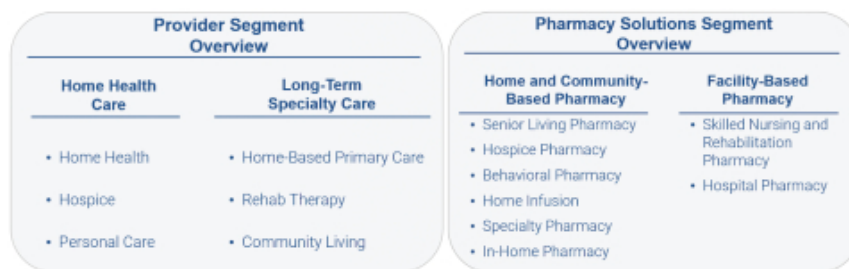 Provider Segment
Overview
Home Health
Care
• Home Health
• Hospice
• Personal Care
Long-Term
Specialty Care
• Home-Based Primary Care
• Rehab Therapy
• Community Living
Pharmacy Solutions Segment
Overview
Home and Community-
Based Pharmacy
• Senior Living Pharmacy
• Hospice Pharmacy
• Behavioral Pharmacy
• Home Infusion
• Specialty Pharmacy
• In-Home Pharmacy
Facility-Based
Pharmacy
• Skilled Nursing and
Rehabilitation
Pharmacy
• Hospital Pharmacy